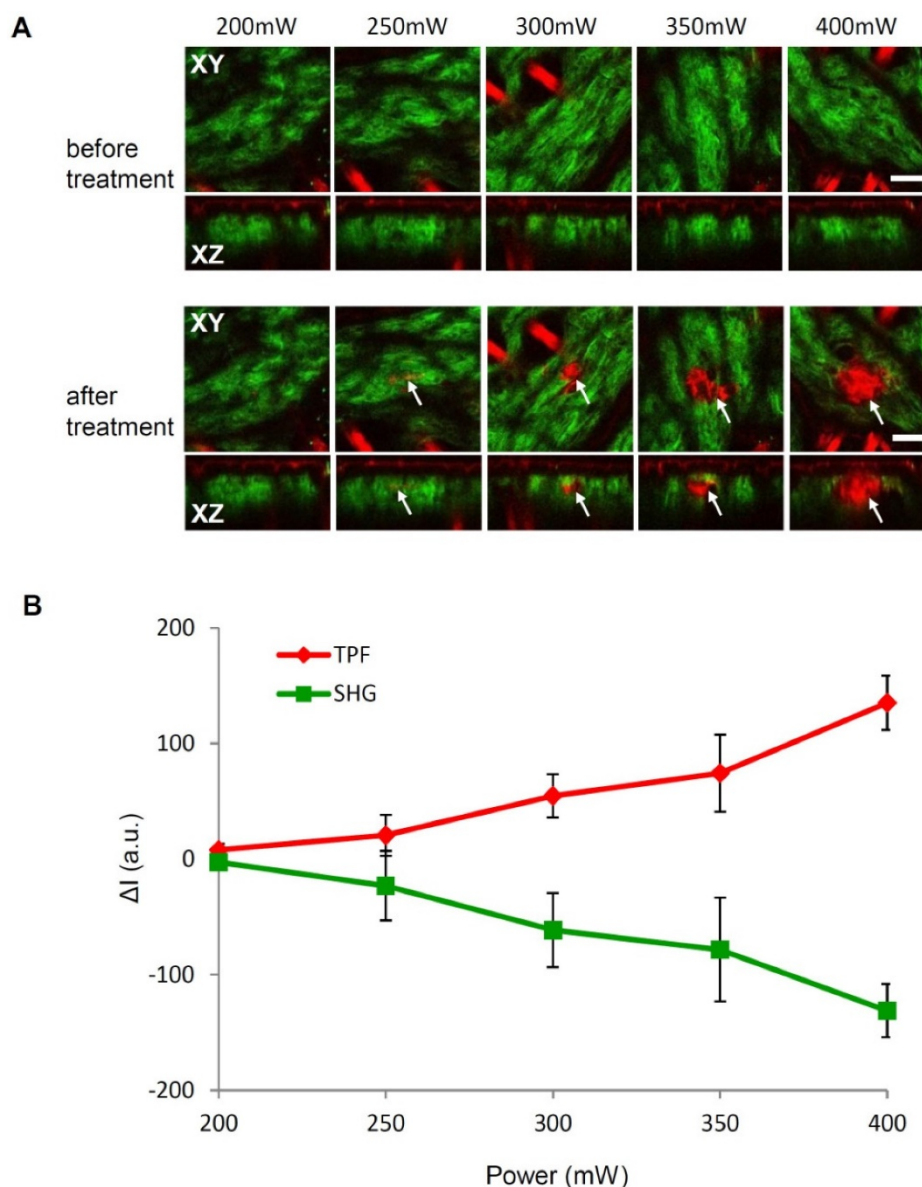 A
200mW 250mW 300mW 350mW 400mW
XY
before
treatment
XZ
XY
after
treatment
XZ
B
200
TPF
SHG
100
0
-100
-200
ΔI (a.u.)
200 250 300 350 400
Power (mW)